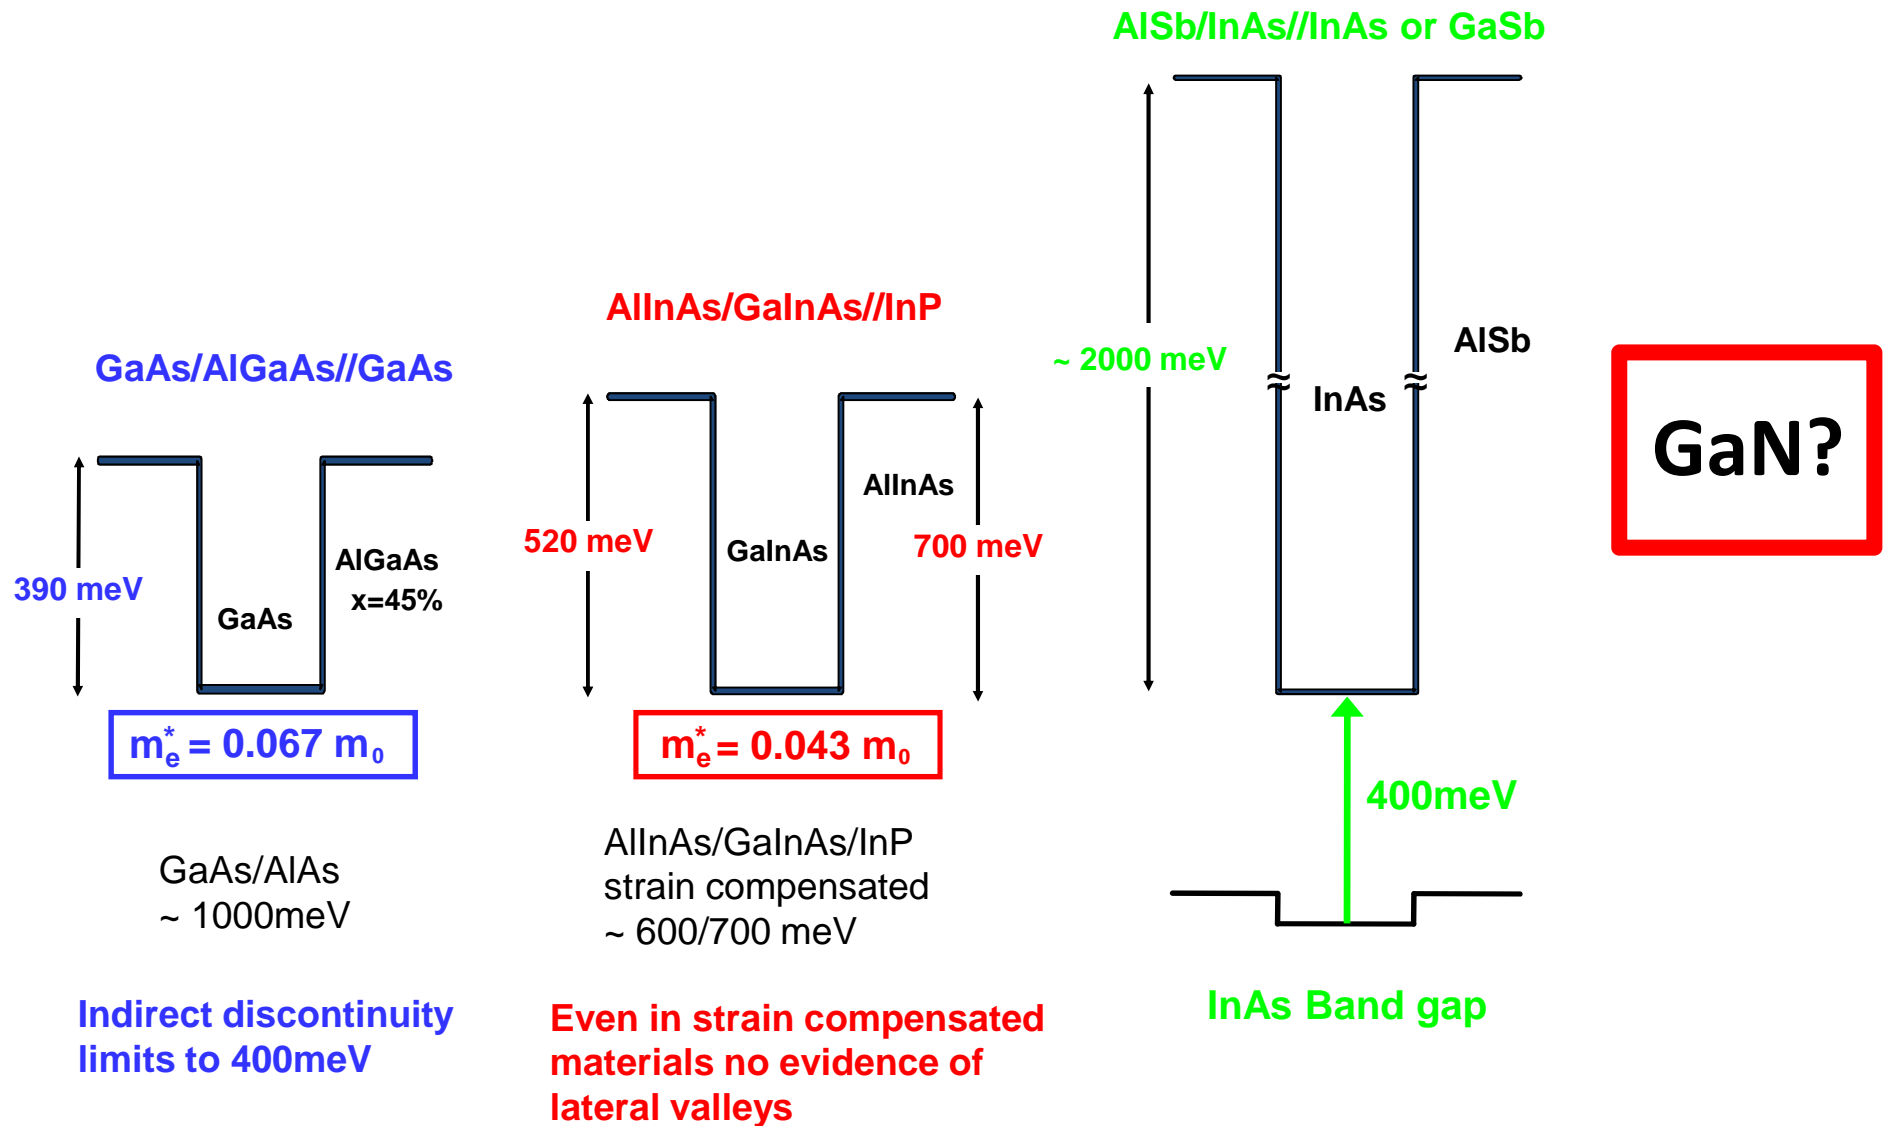 AlSb/InAs//InAs or GaSb
AlInAs/GaInAs//InP
GaAs/AlGaAs//GaAs
~ 2000 meV
AlSb
InAs
GaN?
390 meV
GaAs
AlGaAs
x=45%
520 meV
GaInAs
AlInAs
700 meV
m*e = 0.067 m0
m*e = 0.043 m0
400meV
GaAs/AlAs
~ 1000meV
AlInAs/GaInAs/InP
strain compensated
~ 600/700 meV
InAs Band gap
Indirect discontinuity
limits to 400meV
Even in strain compensated
materials no evidence of
lateral valleys